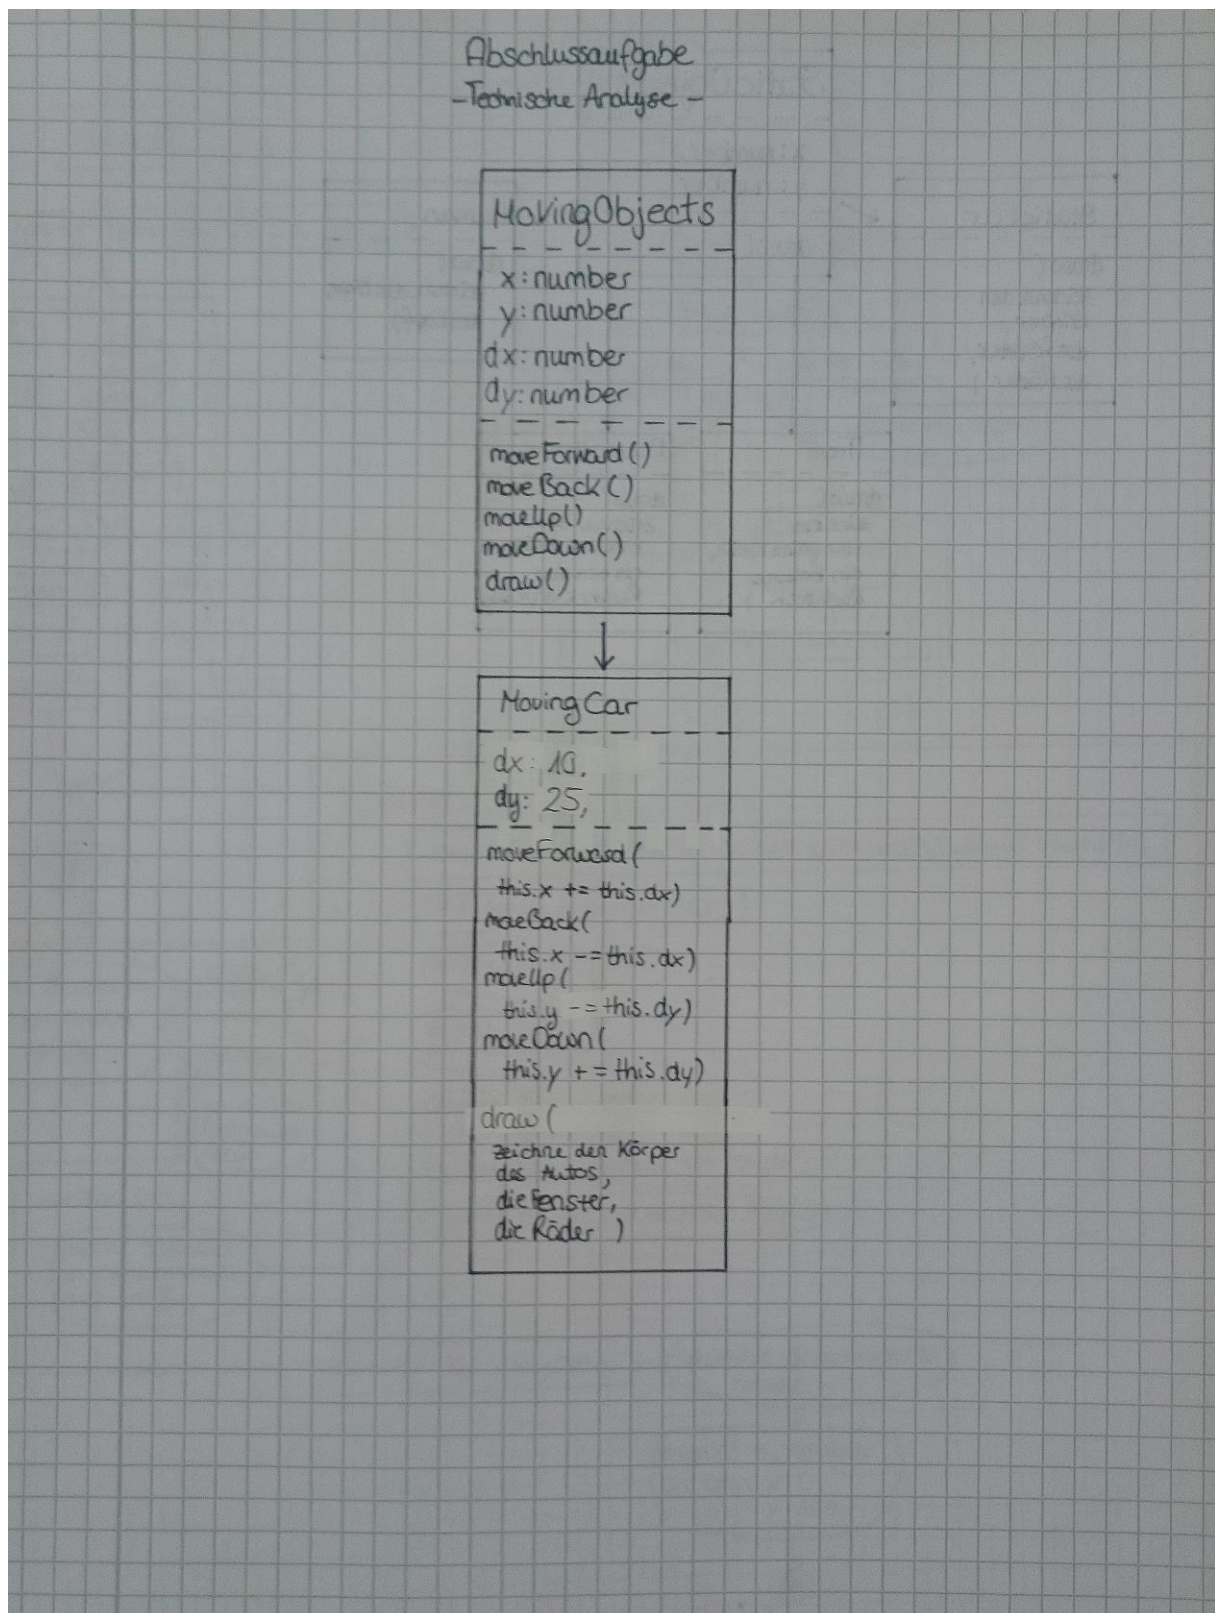 Abschlussaufgabe
- Technische Analyse -
MovingObjects
x: number
y: number
dx: number
dy: number
moveForward()
moveBack()
moveUp()
moveDown()
draw()
MovingCar
dx: 10,
dy: 25,
moveForward(
this.x += this.dx)
moveBack(
this.x -= this.dx)
moveUp(
this.y -= this.dy)
moveDown(
this.y += this.dy)
draw(
zeichne den Körper
des Autos,
die Fenster,
die Räder )